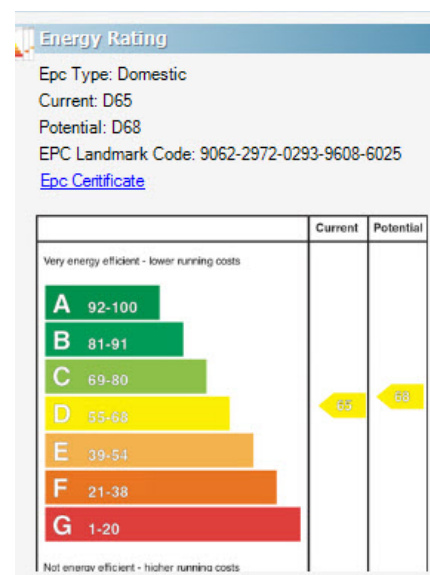 Energy Rating
Epc Type: Domestic
Current: D65
Potential: D68
EPC Landmark Code: 9062-2972-0293-9608-6025
Epc Ceritificate
Current Potential
Very energy efficient - lower running costs
A 92-100
B 81-91
C 69-80
D 55-68
65
68
E 39-54
F 21-38
G 1-20
Not energy efficient - higher running costs